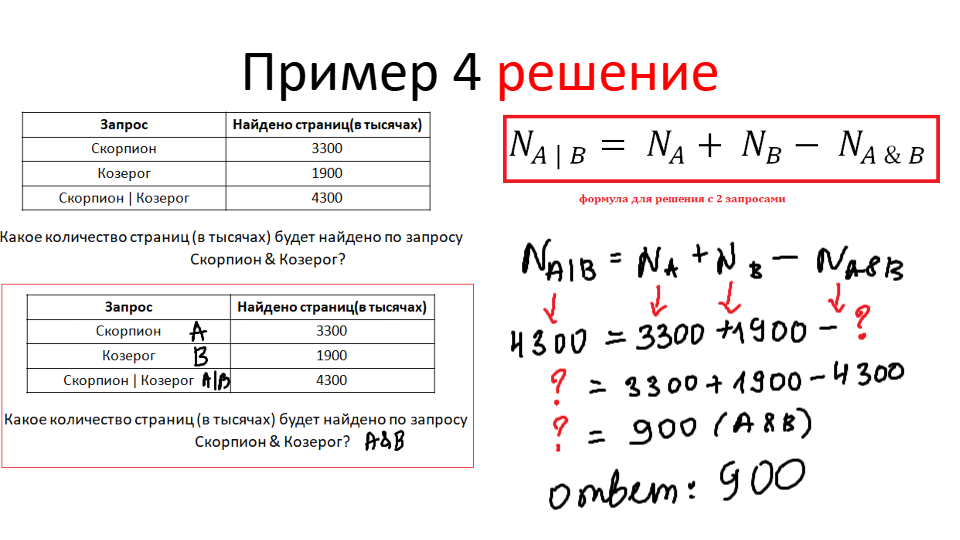 Пример 4 решение
Запрос Найдено страниц(в тысячах)
Скорпион 3300
Козерог 1900
Скорпион | Козерог 4300
Какое количество страниц (в тысячах) будет найдено по запросу
Скорпион & Козерог?
Запрос Найдено страниц(в тысячах)
Скорпион A 3300
Козерог B 1900
Скорпион | Козерог A|B 4300
Какое количество страниц (в тысячах) будет найдено по запросу
Скорпион & Козерог? A&B
N_{A | B} = N_A + N_B − N_{A & B}
формула для решения с 2 запросами
N_{A|B} = N_A + N_B − N_{A&B}
4300 = 3300 + 1900 − ?
? = 3300 + 1900 − 4300
? = 900 (A&B)
ответ: 900